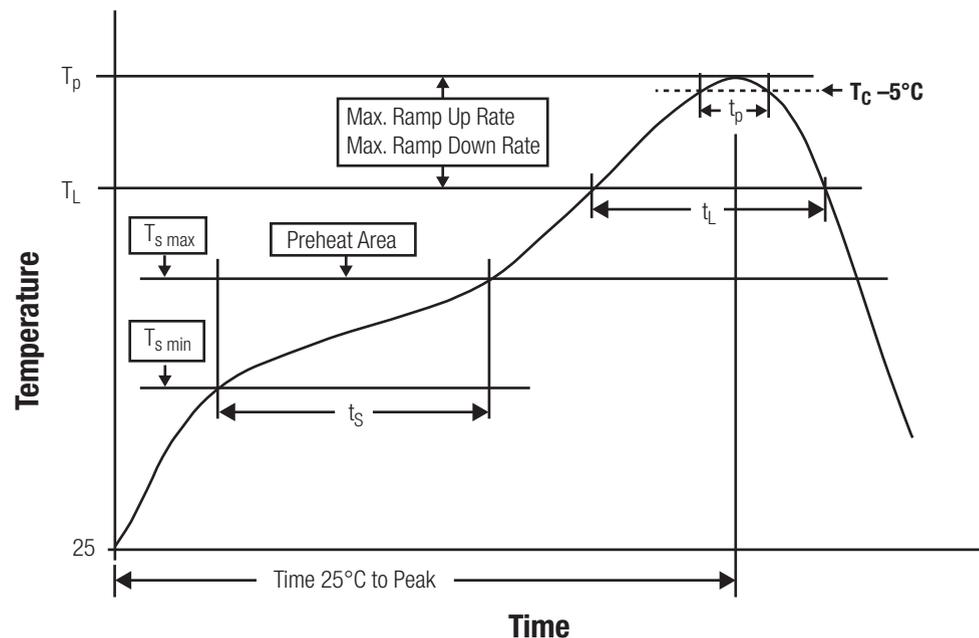 Tp
Tc –5°C
Max. Ramp Up Rate
Max. Ramp Down Rate
tp
TL
tL
Ts max
Preheat Area
Ts min
tS
Temperature
25
Time 25°C to Peak
Time